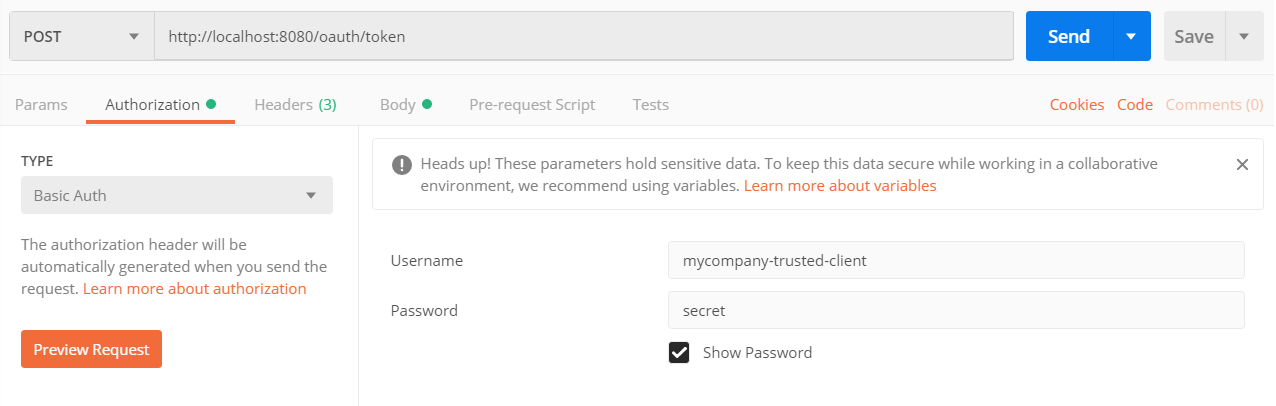 POST
http://localhost:8080/oauth/token
Send
Save
Params
Authorization
Headers (3)
Body
Pre-request Script
Tests
Cookies
Code
Comments (0)
TYPE
Basic Auth
The authorization header will be
automatically generated when you send the
request. Learn more about authorization
Preview Request
Heads up! These parameters hold sensitive data. To keep this data secure while working in a collaborative
environment, we recommend using variables. Learn more about variables
Username
mycompany-trusted-client
Password
secret
Show Password